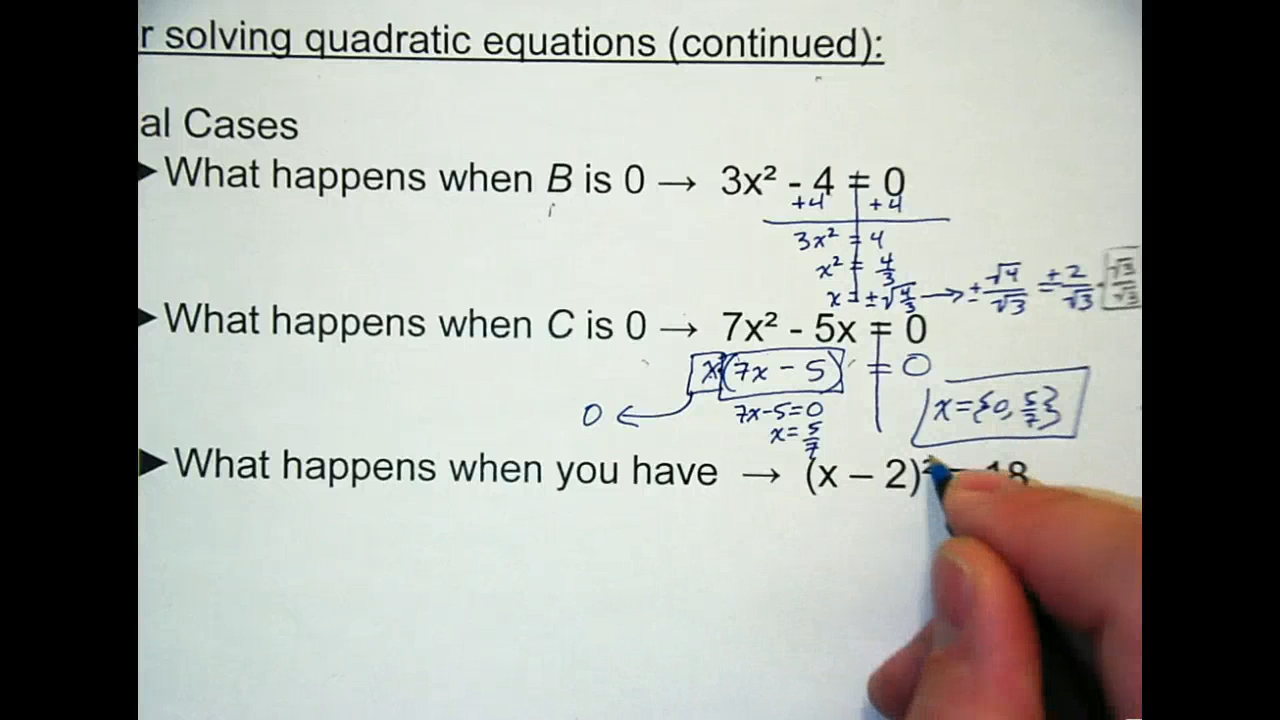 r solving quadratic equations (continued):
al Cases
➤What happens when B is 0 → 3x² - 4 = 0
+4 +4
3x² = 4
x² = 4/3
x = ±√4/3 → ±√4/√3 = ±2/√3 · √3/√3
➤What happens when C is 0 → 7x² - 5x = 0
x(7x - 5) = 0
0 ← 7x-5=0 x={0, 5/7}
x=5/7
➤What happens when you have → (x – 2)² = 18